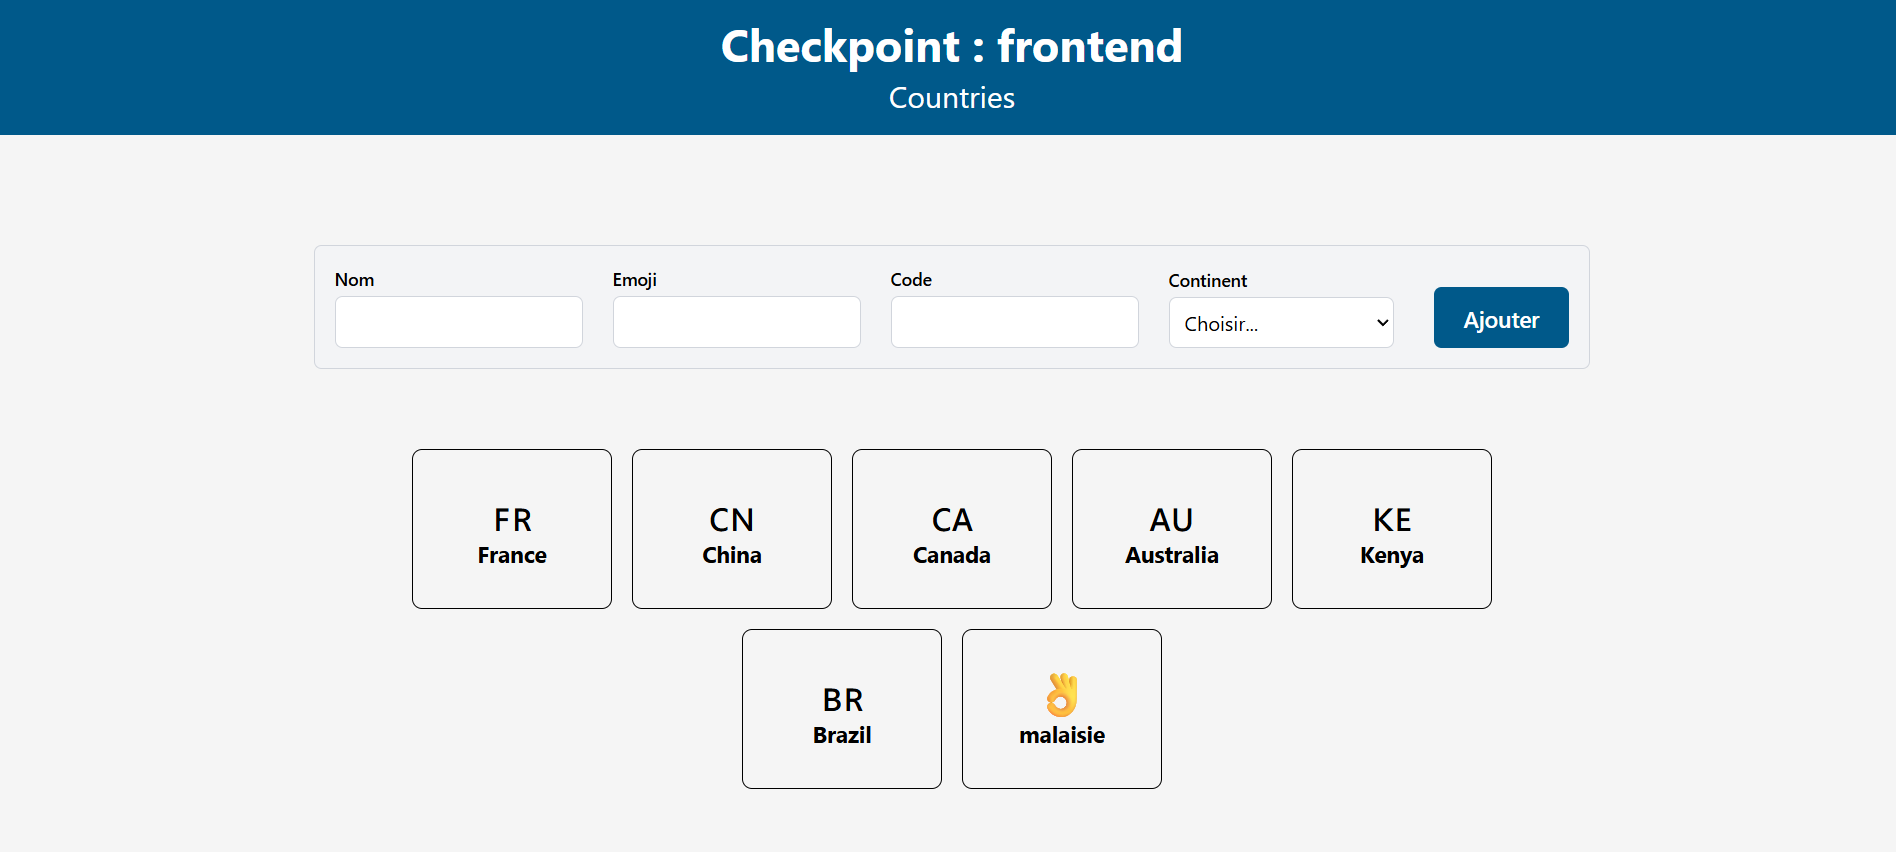 Checkpoint : frontend
Countries
Nom
Emoji
Code
Continent
Choisir...
Ajouter
FR
France
CN
China
CA
Canada
AU
Australia
KE
Kenya
BR
Brazil
👌
malaisie